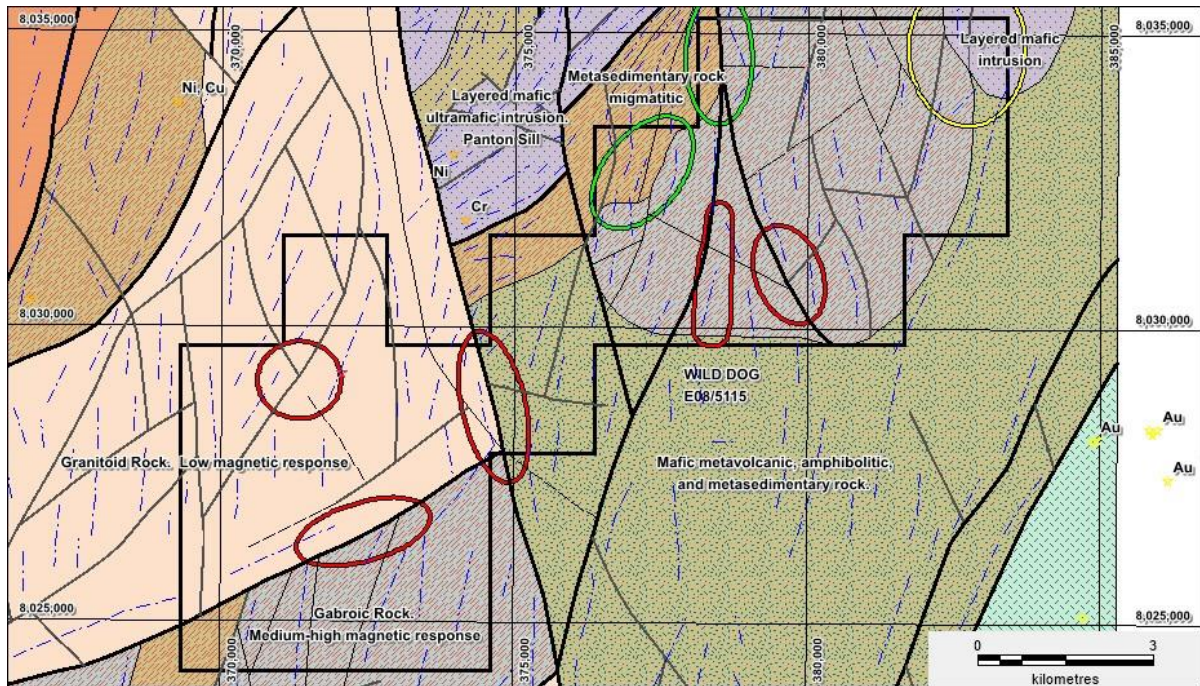 8,035,000
370,000
375,000
380,000
385,000
8,035,000
Layered mafic
intrusion
Ni, Cu
Metasedimentary rock
migmatitic
Layered mafic
ultramafic intrusion.
Panton Sill
Ni
Cr
8,030,000
8,030,000
WILD DOG
E08/5115
Au
Au
Au
Granitoid Rock. Low magnetic response
Mafic metavolcanic, amphibolitic,
and metasedimentary rock.
8,025,000
8,025,000
Gabroic Rock.
Medium-high magnetic response
370,000
375,000
380,000
0 3
kilometres